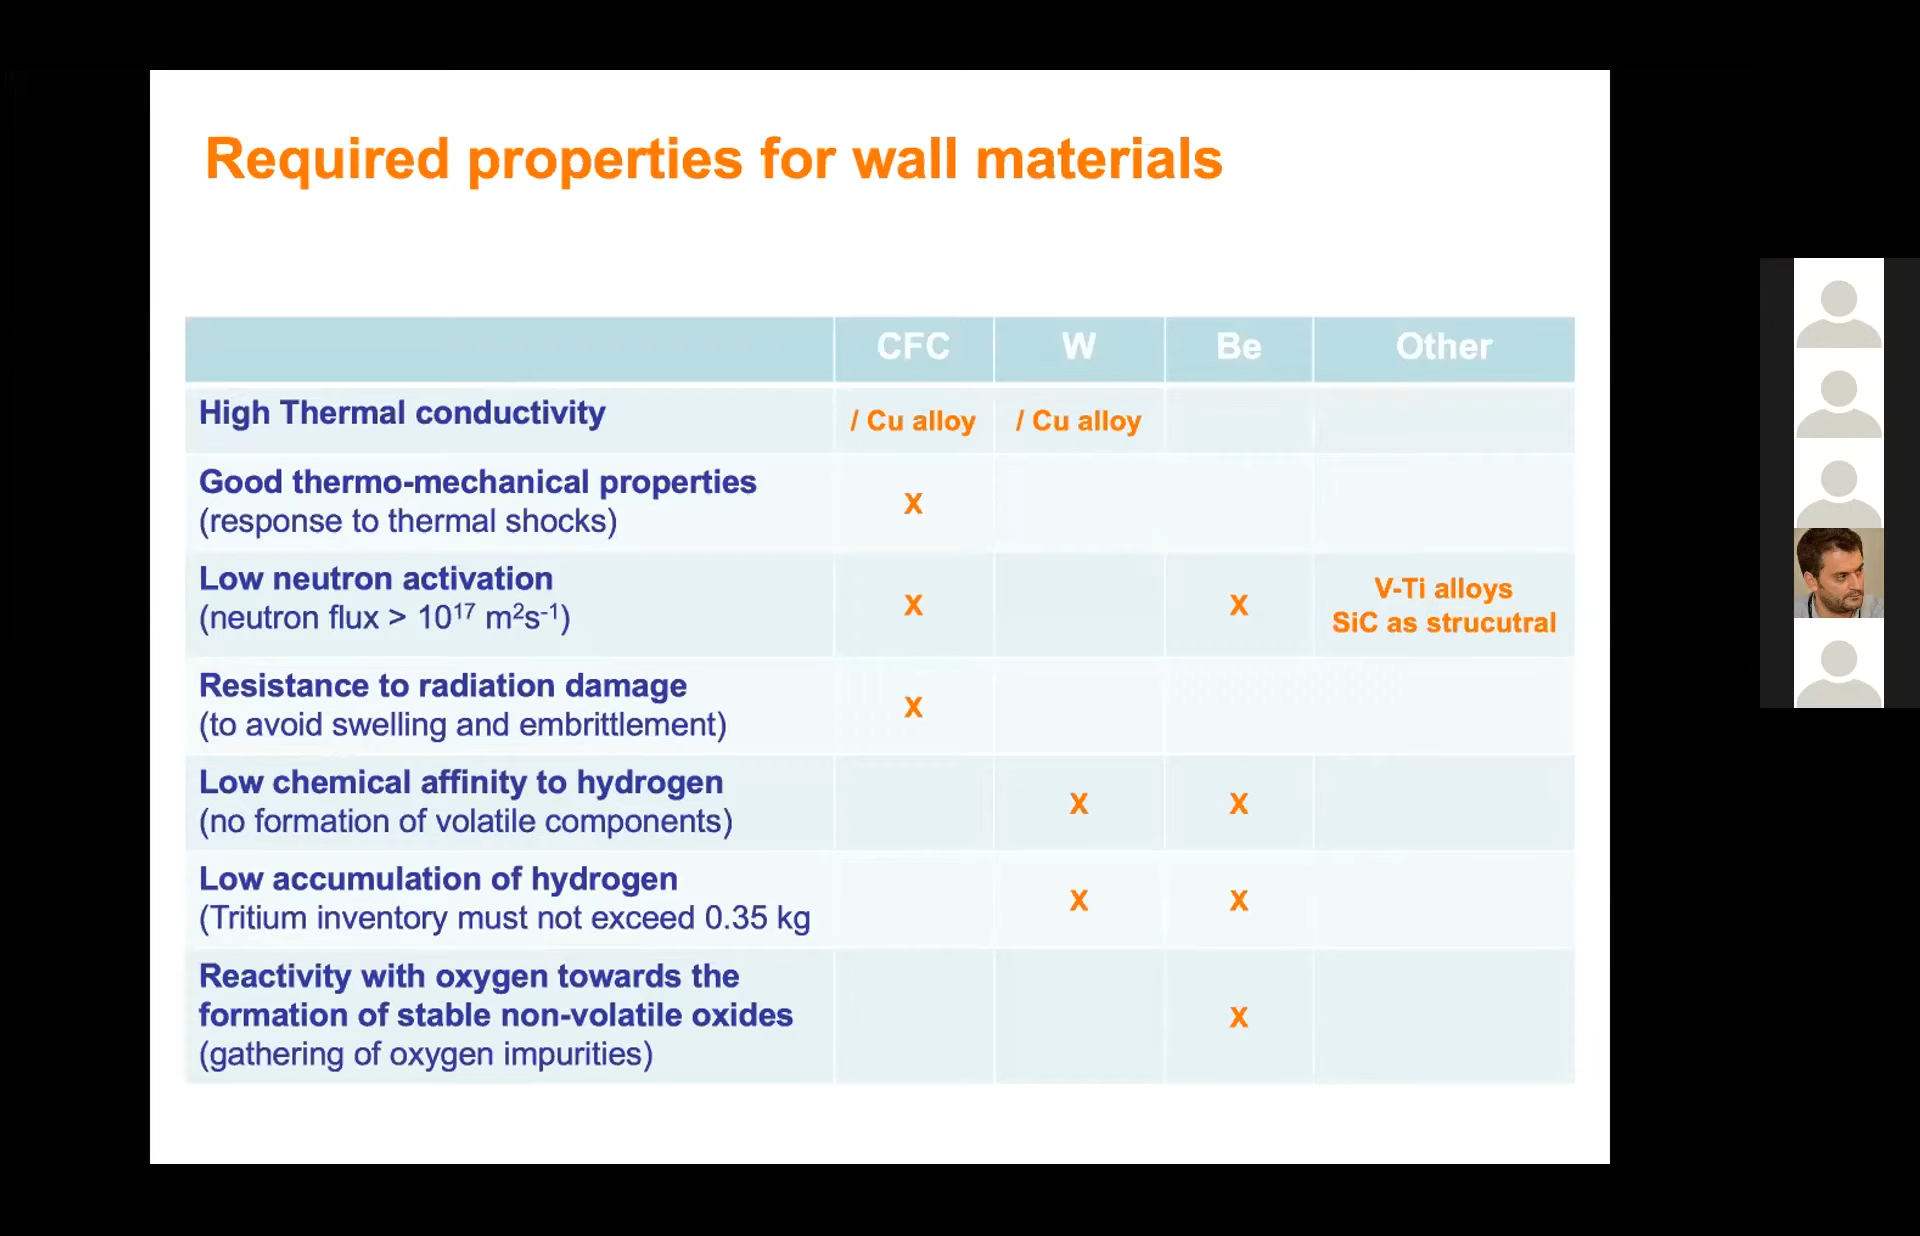 Required properties for wall materials
CFC W Be Other
High Thermal conductivity / Cu alloy / Cu alloy
Good thermo-mechanical properties
(response to thermal shocks) X
Low neutron activation
(neutron flux > 10¹⁷ m²s⁻¹) X X V-Ti alloys
SiC as strucutral
Resistance to radiation damage
(to avoid swelling and embrittlement) X
Low chemical affinity to hydrogen
(no formation of volatile components) X X
Low accumulation of hydrogen
(Tritium inventory must not exceed 0.35 kg X X
Reactivity with oxygen towards the
formation of stable non-volatile oxides X
(gathering of oxygen impurities)